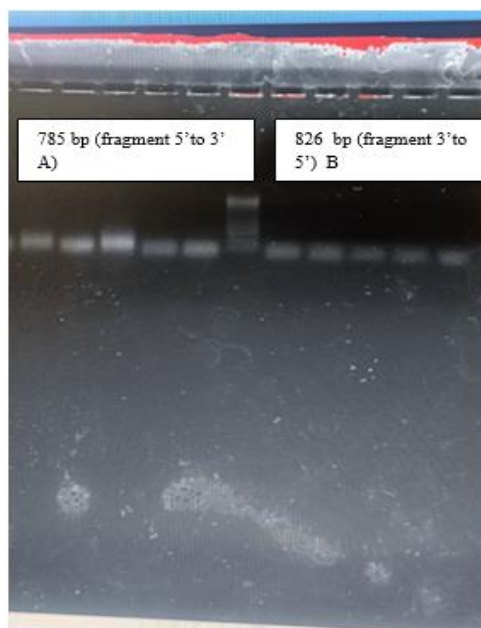 785 bp (fragment 5’to 3’
A)
826 bp (fragment 3’to
5’) B